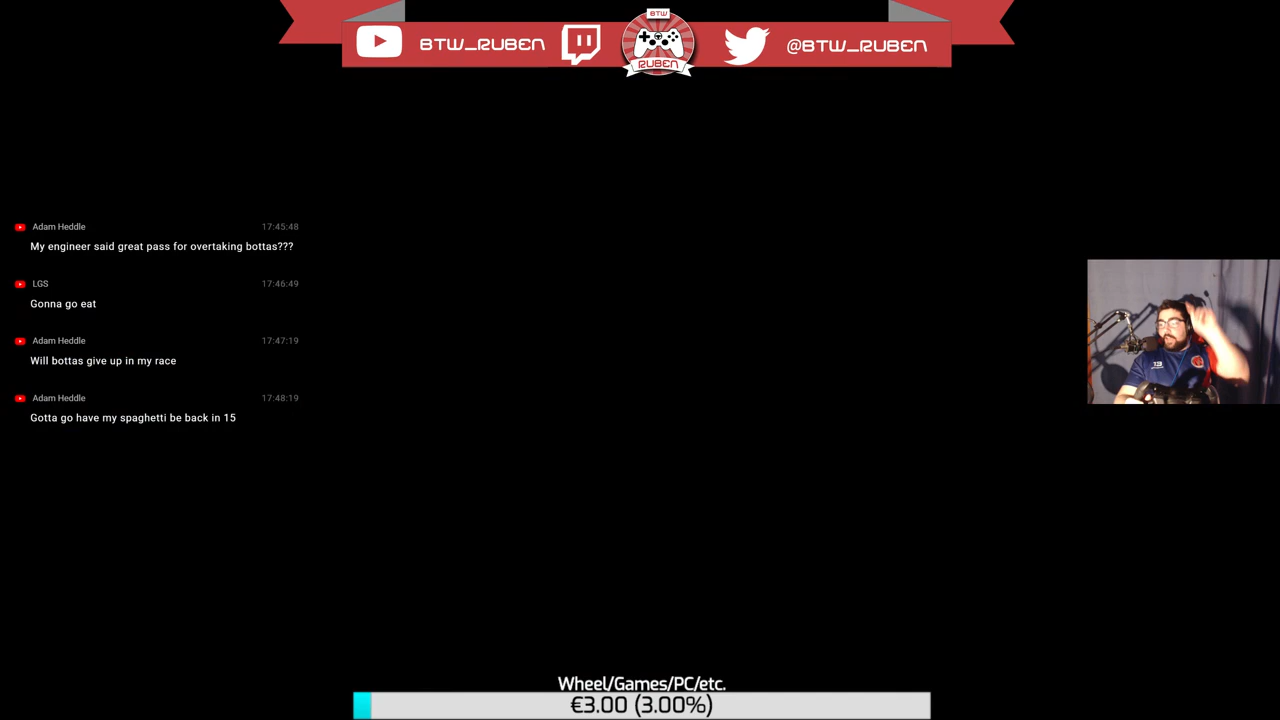 BTW
BTW_RUBEN
RUBEN
@BTW_RUBEN
Adam Heddle 17:45:48
My engineer said great pass for overtaking bottas???
LGS 17:46:49
Gonna go eat
Adam Heddle 17:47:19
Will bottas give up in my race
Adam Heddle 17:48:19
Gotta go have my spaghetti be back in 15
13
Wheel/Games/PC/etc.
€3.00 (3.00%)